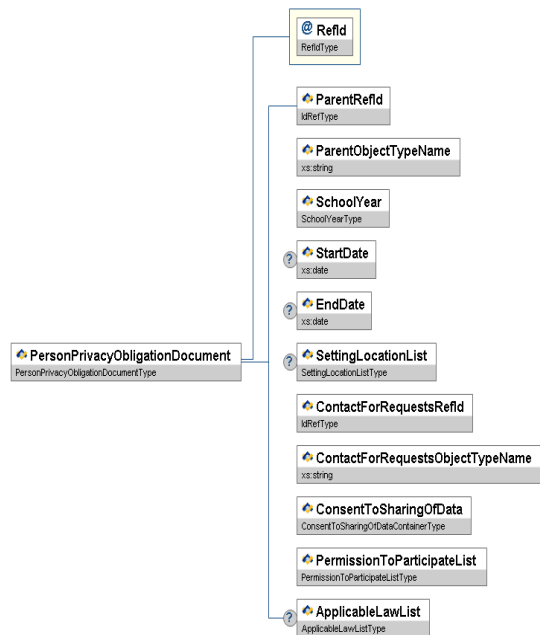 @ RefId
RefIdType
ParentRefId
IdRefType
ParentObjectTypeName
xs:string
SchoolYear
SchoolYearType
? StartDate
xs:date
? EndDate
xs:date
PersonPrivacyObligationDocument
PersonPrivacyObligationDocumentType
? SettingLocationList
SettingLocationListType
ContactForRequestsRefId
IdRefType
ContactForRequestsObjectTypeName
xs:string
ConsentToSharingOfData
ConsentToSharingOfDataContainerType
PermissionToParticipateList
PermissionToParticipateListType
? ApplicableLawList
ApplicableLawListType